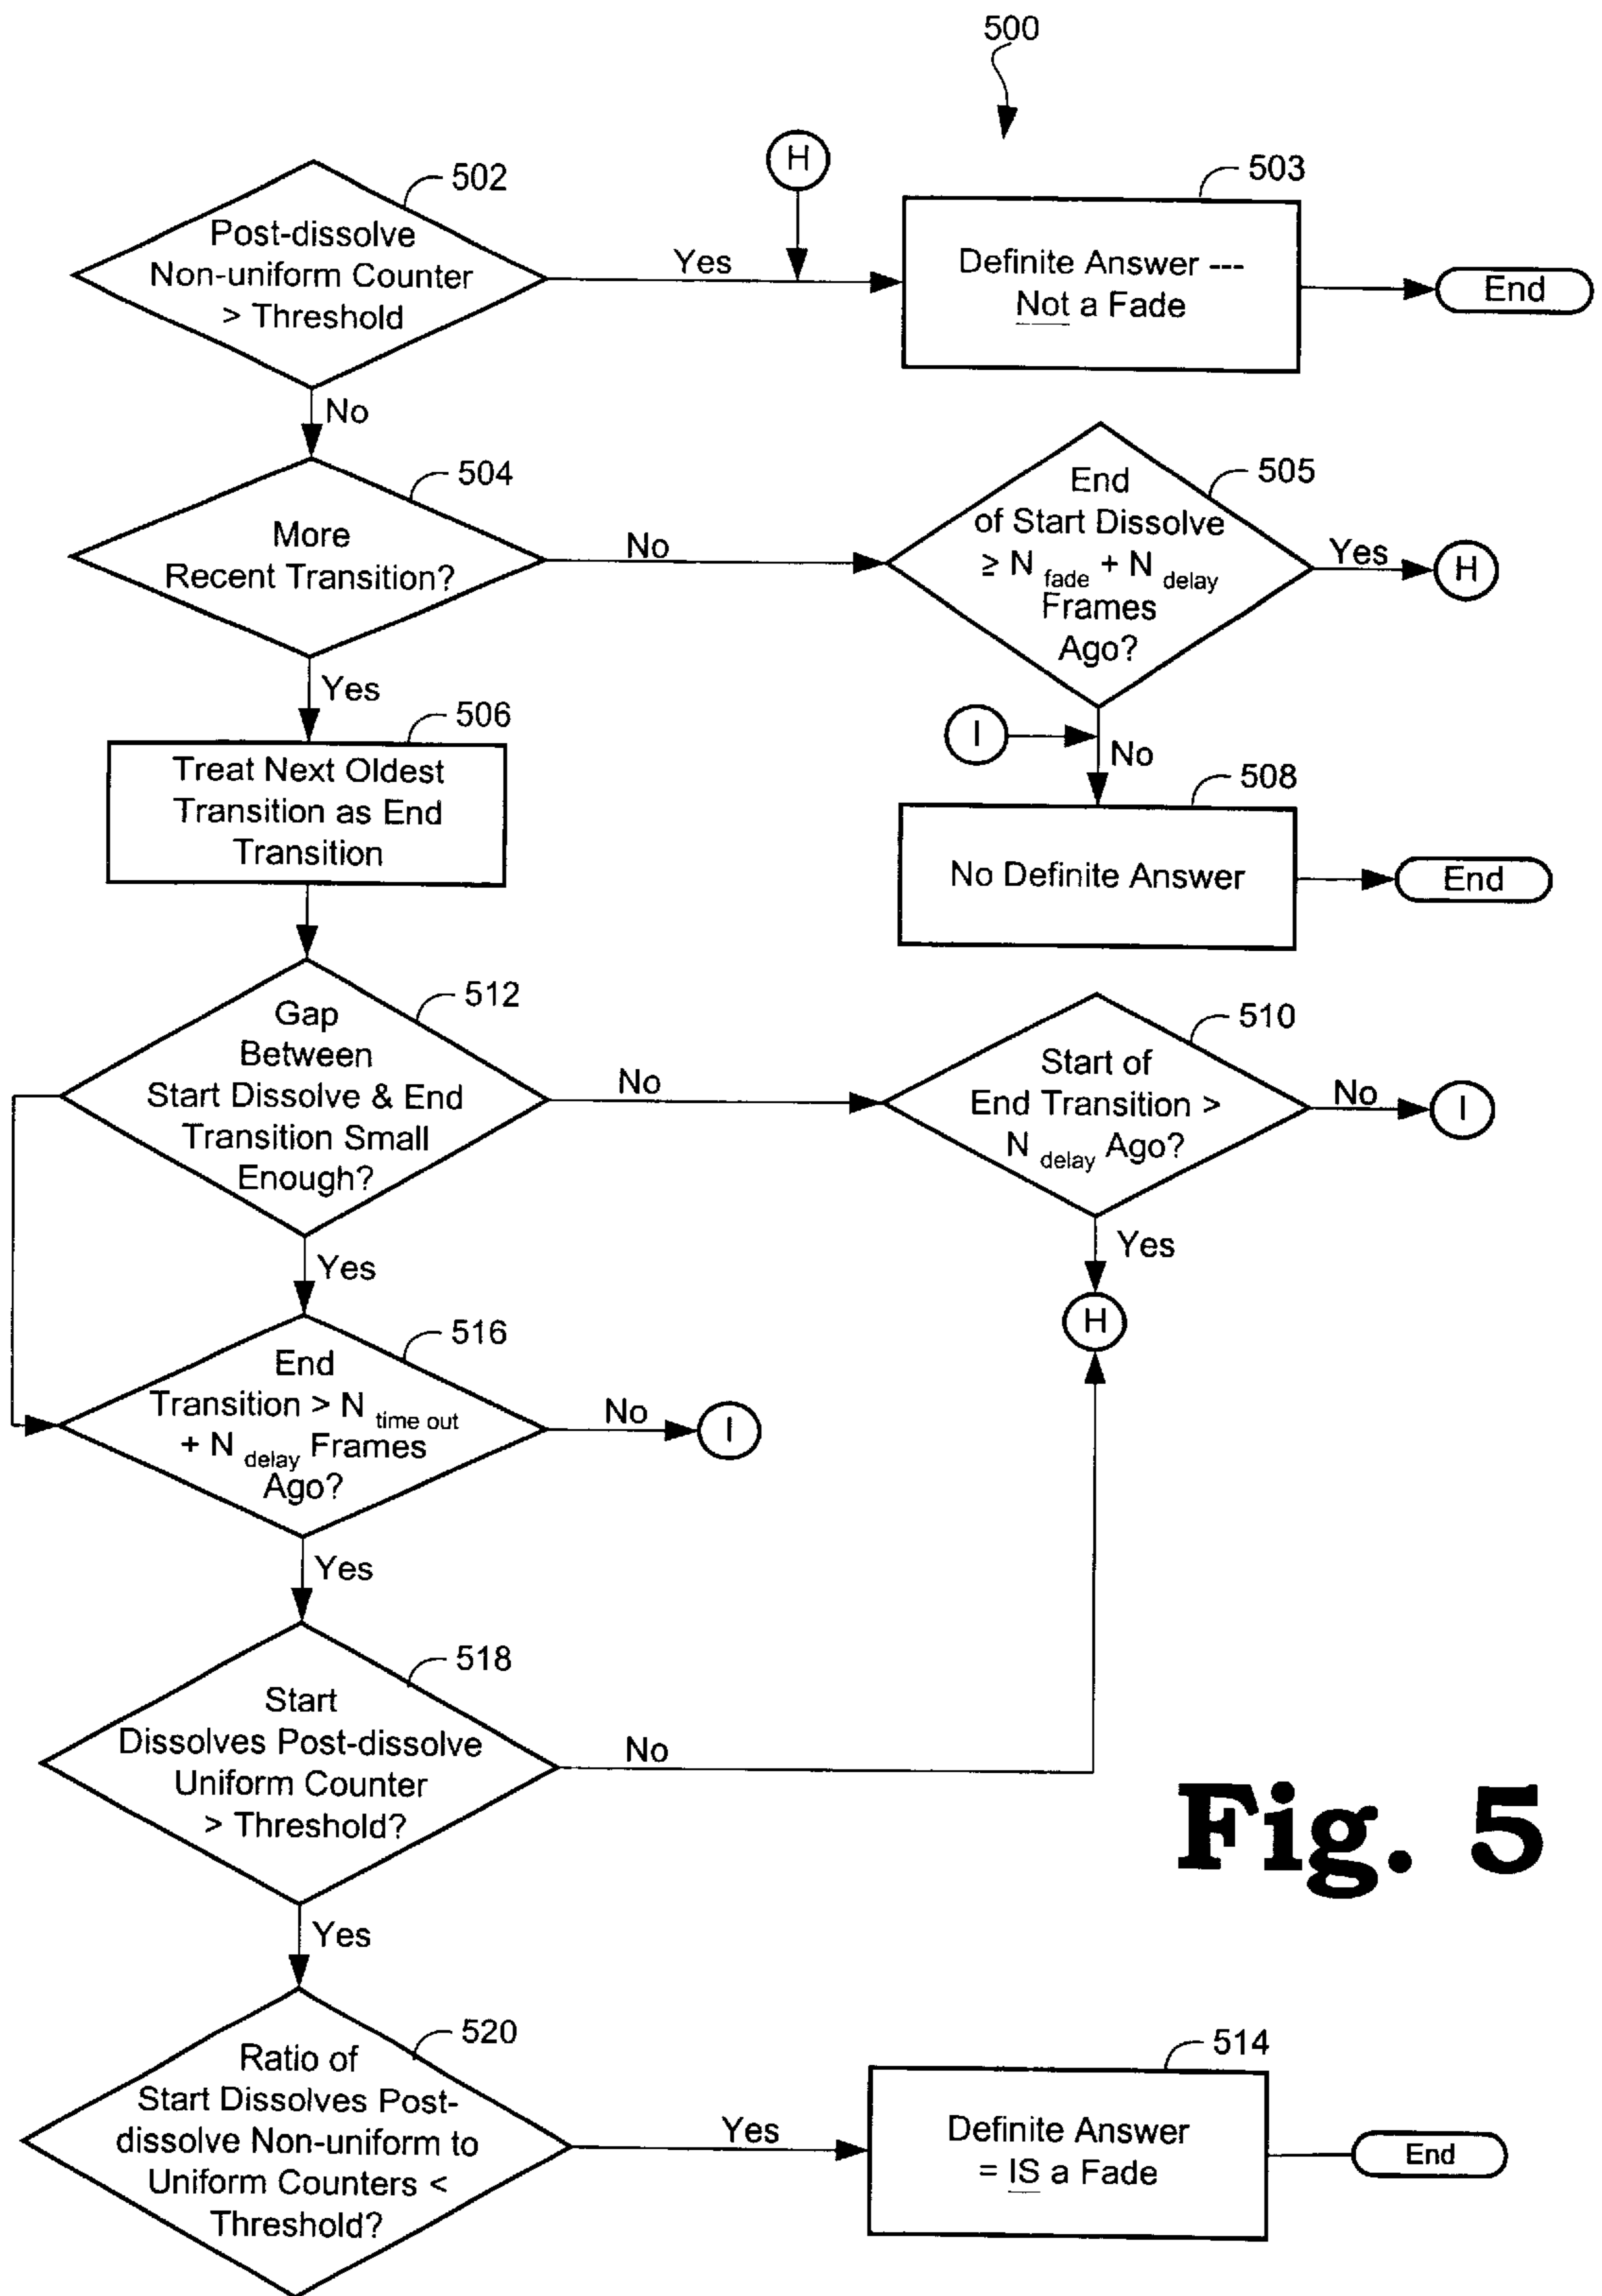 500
H
502
503
Post-dissolve
Non-uniform Counter
> Threshold
Yes
Definite Answer ---
Not a Fade
End
No
504
505
More
Recent Transition?
No
End
of Start Dissolve
≥ N fade + N delay
Frames
Ago?
Yes
H
Yes
I
No
506
508
Treat Next Oldest
Transition as End
Transition
No Definite Answer
End
512
510
Gap
Between
Start Dissolve & End
Transition Small
Enough?
No
Start of
End Transition >
N delay Ago?
No
I
Yes
Yes
H
516
End
Transition > N time out
+ N delay Frames
Ago?
No
I
Yes
518
Start
Dissolves Post-dissolve
Uniform Counter
> Threshold?
No
Fig. 5
Yes
520
514
Ratio of
Start Dissolves Post-
dissolve Non-uniform to
Uniform Counters <
Threshold?
Yes
Definite Answer
= IS a Fade
End